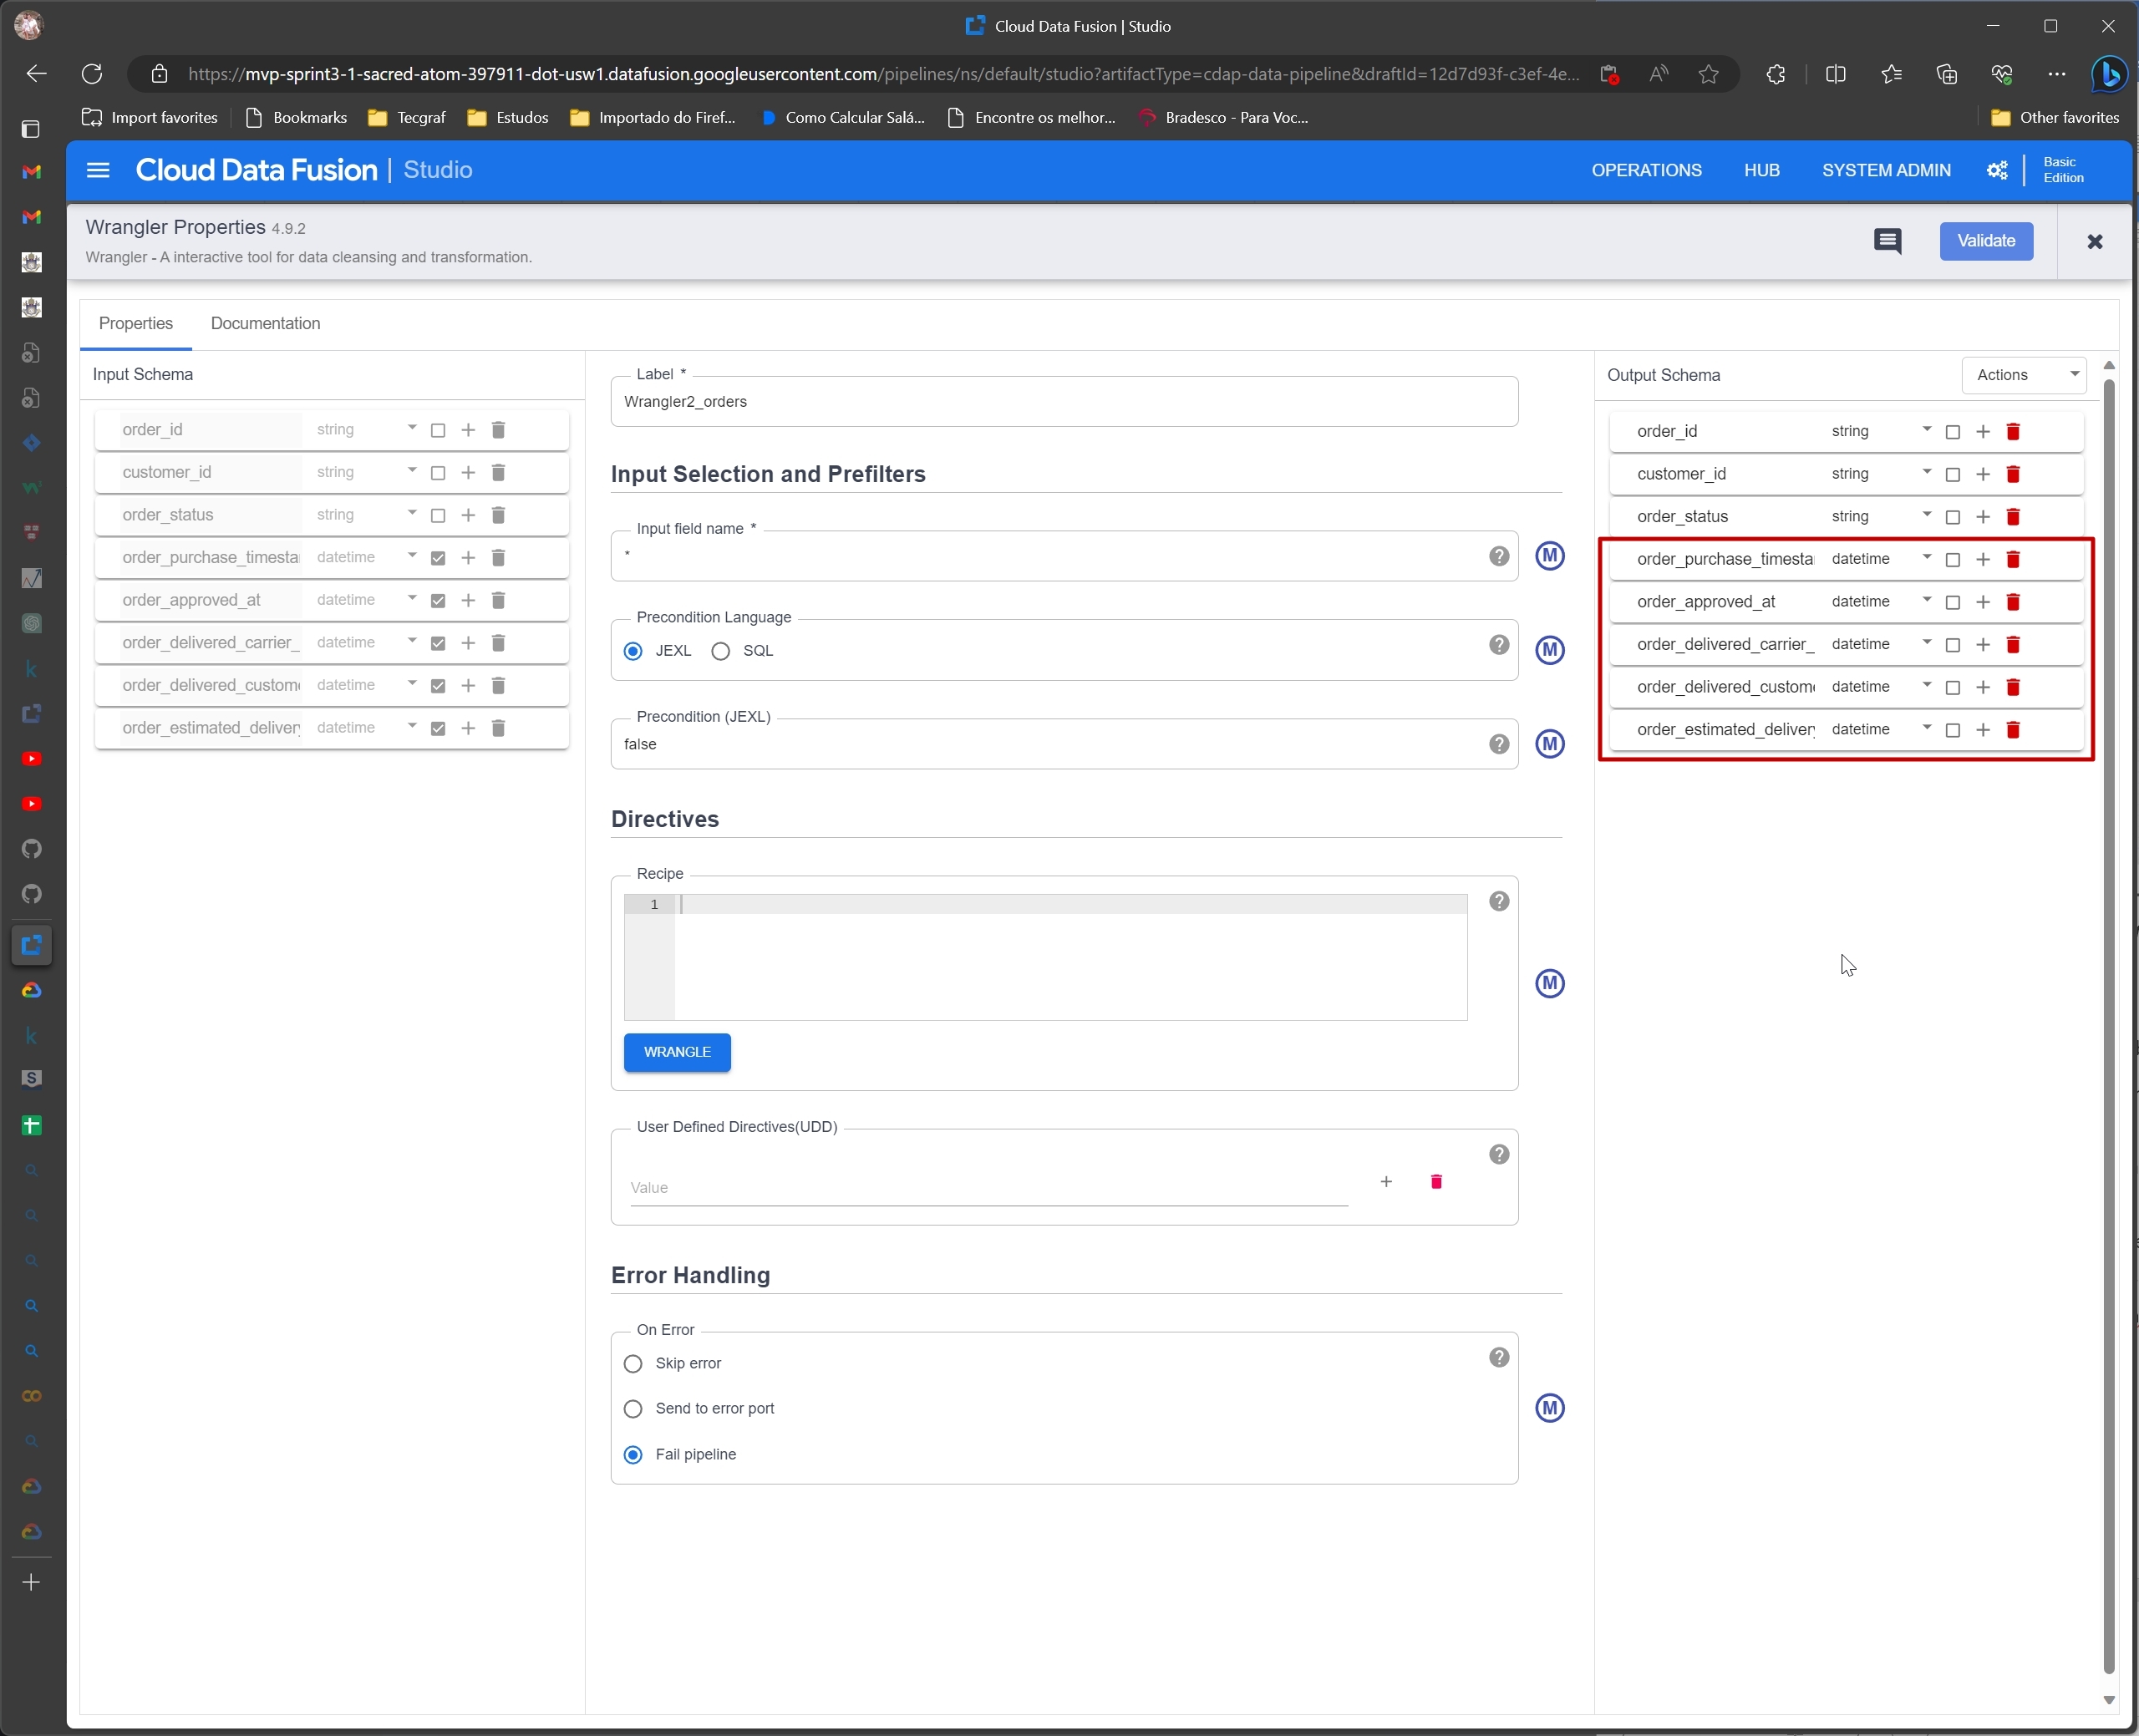 Cloud Data Fusion | Studio
https://mvp-sprint3-1-sacred-atom-397911-dot-usw1.datafusion.googleusercontent.com/pipelines/ns/default/studio?artifactType=cdap-data-pipeline&draftId=12d7d93f-c3ef-4e...
Import favorites
Bookmarks
Tecgraf
Estudos
Importado do Firef...
Como Calcular Salá...
Encontre os melhor...
Bradesco - Para Voc...
Other favorites
Cloud Data Fusion | Studio
OPERATIONS
HUB
SYSTEM ADMIN
Basic
Edition
Wrangler Properties 4.9.2
Wrangler - A interactive tool for data cleansing and transformation.
Validate
Properties
Documentation
Input Schema
order_id string
customer_id string
order_status string
order_purchase_timesta datetime
order_approved_at datetime
order_delivered_carrier_ datetime
order_delivered_custome datetime
order_estimated_delivery datetime
Label *
Wrangler2_orders
Input Selection and Prefilters
Input field name *
*
M
Precondition Language
JEXL
SQL
M
Precondition (JEXL)
false
M
Directives
Recipe
1
M
WRANGLE
User Defined Directives(UDD)
Value
Error Handling
On Error
Skip error
Send to error port
M
Fail pipeline
Output Schema
Actions
order_id string
customer_id string
order_status string
order_purchase_timesta datetime
order_approved_at datetime
order_delivered_carrier_ datetime
order_delivered_custome datetime
order_estimated_delivery datetime